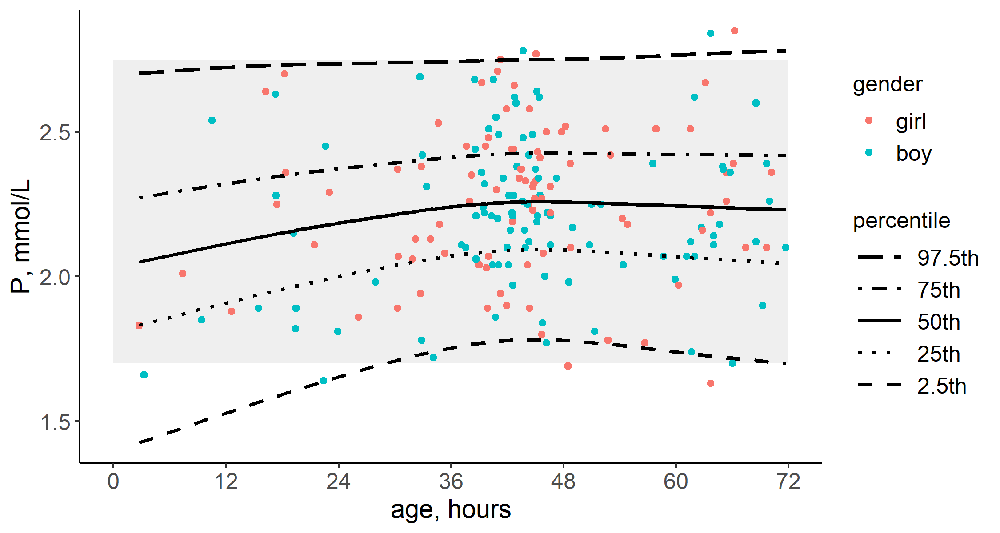 P, mmol/L
2.5
2.0
1.5
0 12 24 36 48 60 72
age, hours
gender
girl
boy
percentile
97.5th
75th
50th
25th
2.5th